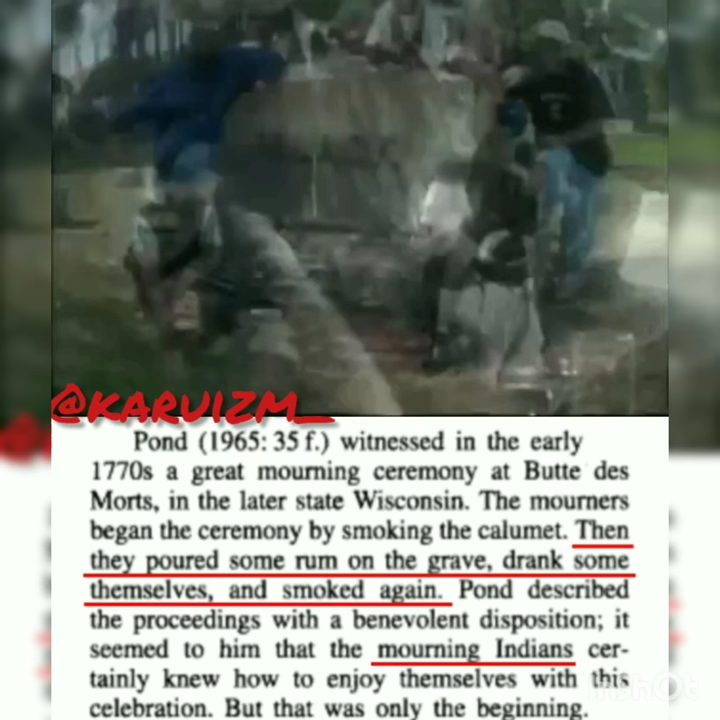 @KARUIZM_
Pond (1965: 35 f.) witnessed in the early
1770s a great mourning ceremony at Butte des
Morts, in the later state Wisconsin. The mourners
began the ceremony by smoking the calumet. Then
they poured some rum on the grave, drank some
themselves, and smoked again. Pond described
the proceedings with a benevolent disposition; it
seemed to him that the mourning Indians cer-
tainly knew how to enjoy themselves with this
celebration. But that was only the beginning.
InShOt